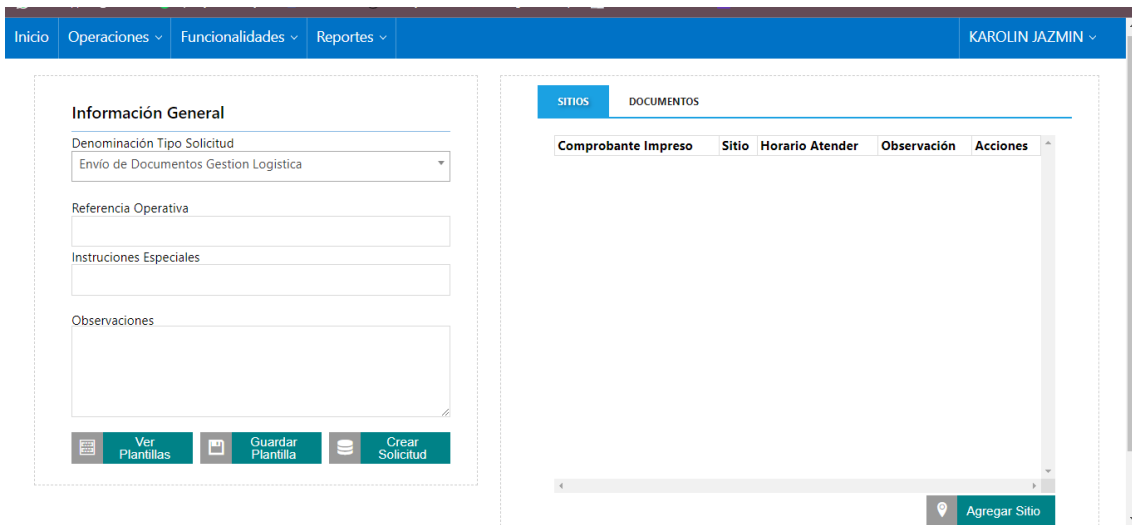 Inicio Operaciones Funcionalidades Reportes KAROLIN JAZMIN
Información General
Denominación Tipo Solicitud
Envío de Documentos Gestion Logistica
Referencia Operativa
Instruciones Especiales
Observaciones
Ver Plantillas
Guardar Plantilla
Crear Solicitud
SITIOS DOCUMENTOS
Comprobante Impreso Sitio Horario Atender Observación Acciones
Agregar Sitio